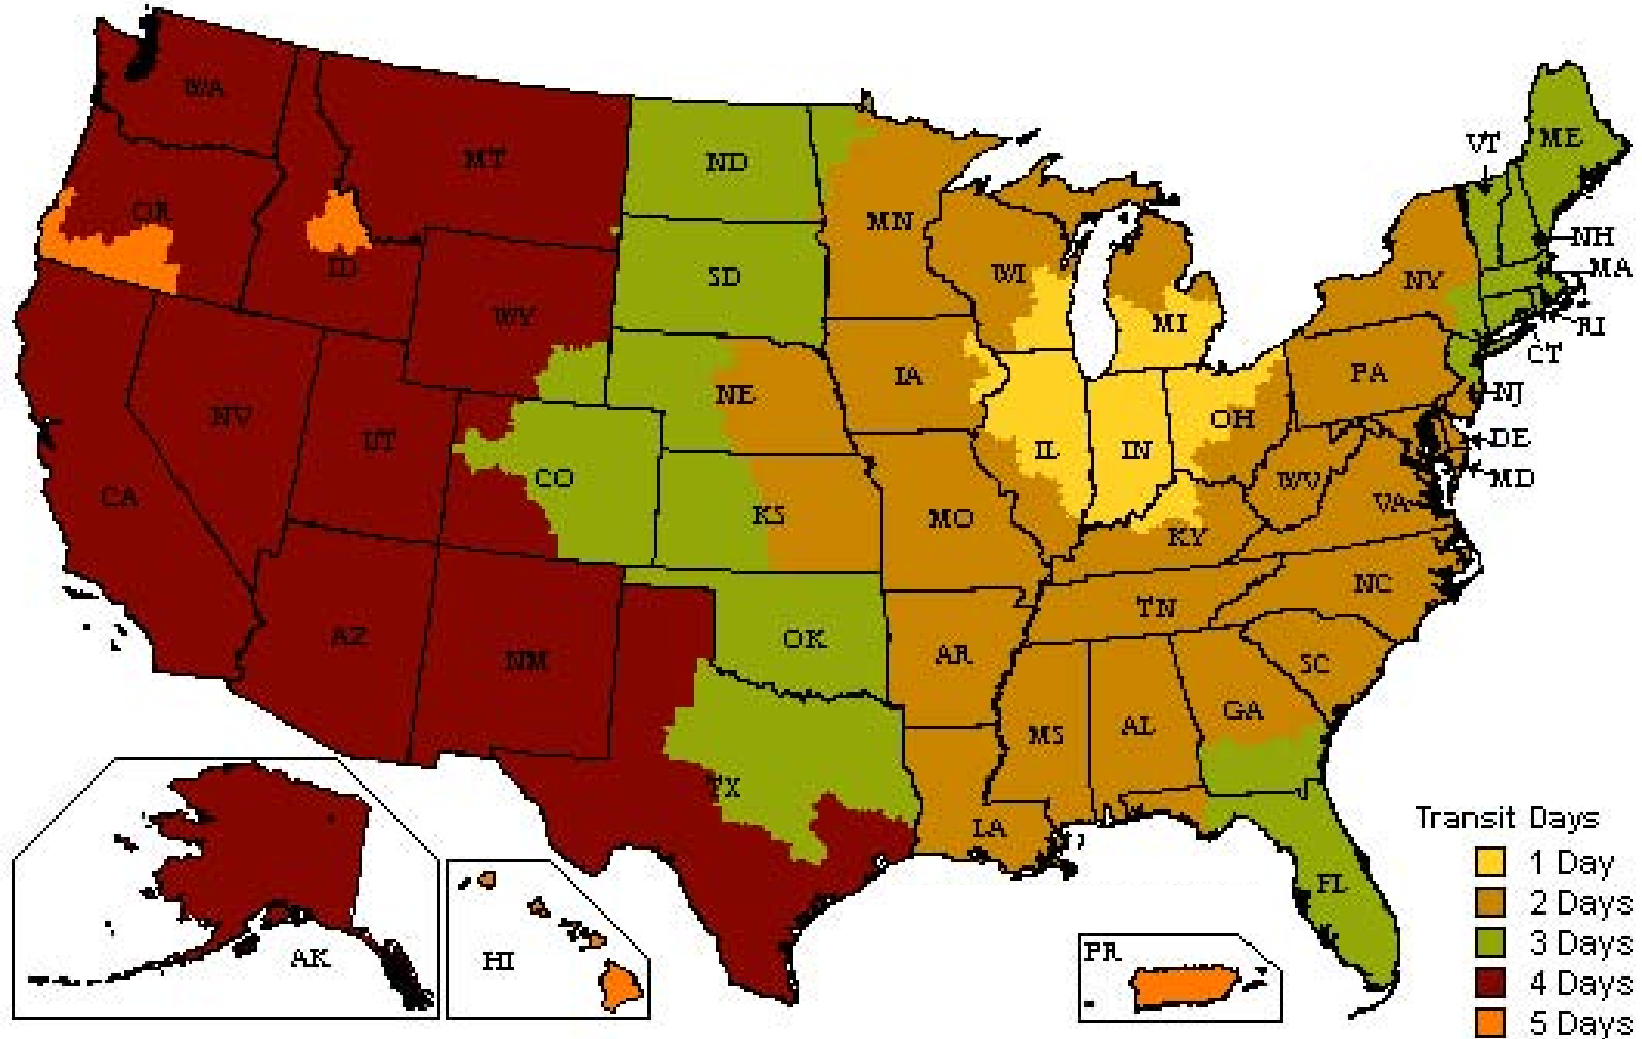 WA
MT
ND
VT
ME
OR
MN
NH
ID
SD
WI
MA
WY
NY
MI
RI
CT
IA
PA
NE
NJ
NV
UT
OH
DE
CO
IL
IN
MD
CA
KS
MO
WV
VA
KY
NC
TN
AZ
NM
OK
AR
SC
GA
MS
AL
TX
LA
FL
AK
HI
PR
Transit Days
1 Day
2 Days
3 Days
4 Days
5 Days